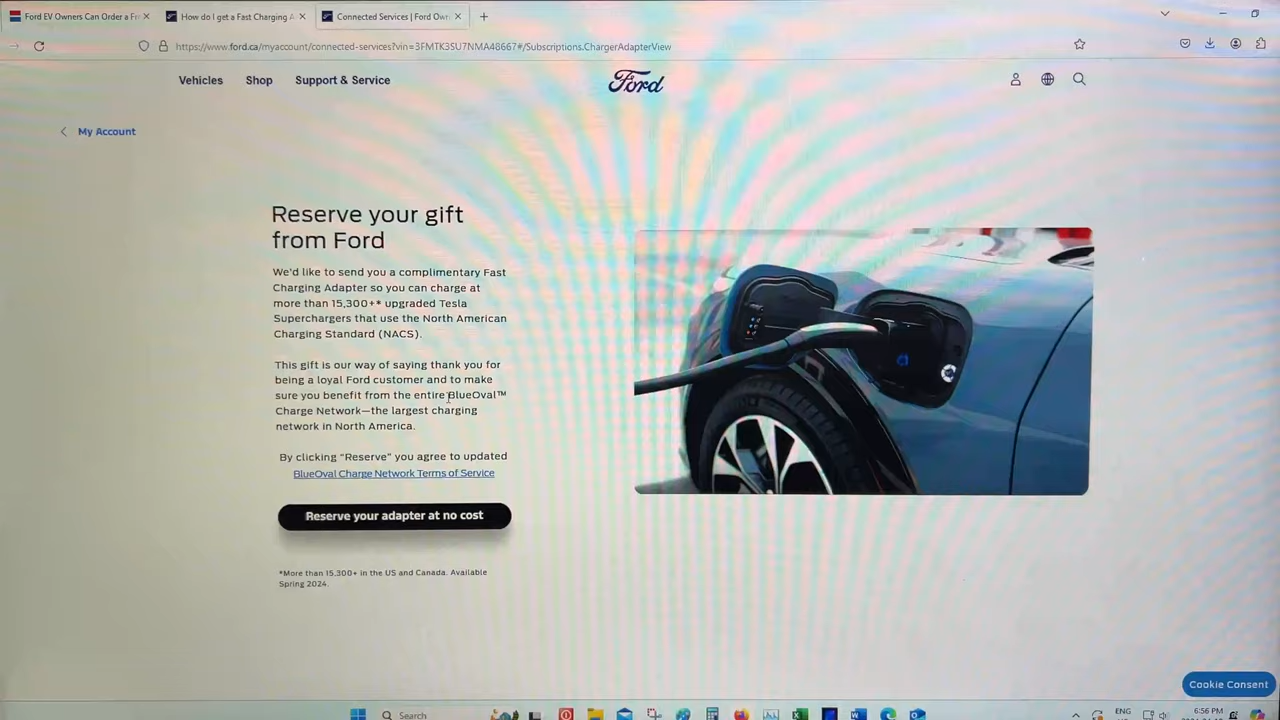 Ford EV Owners Can Order a Fr
How do I get a Fast Charging A
Connected Services | Ford Own
https://www.ford.ca/myaccount/connected-services?vin=3FMTK3SU7NMA48667#/Subscriptions.ChargerAdapterView
Vehicles Shop Support & Service
Ford
My Account
Reserve your gift
from Ford
We'd like to send you a complimentary Fast
Charging Adapter so you can charge at
more than 15,300+* upgraded Tesla
Superchargers that use the North American
Charging Standard (NACS).
This gift is our way of saying thank you for
being a loyal Ford customer and to make
sure you benefit from the entire BlueOval™
Charge Network—the largest charging
network in North America.
By clicking “Reserve” you agree to updated
BlueOval Charge Network Terms of Service
Reserve your adapter at no cost
*More than 15,300+ in the US and Canada. Available
Spring 2024.
Cookie Consent
Search
ENG
6:56 PM